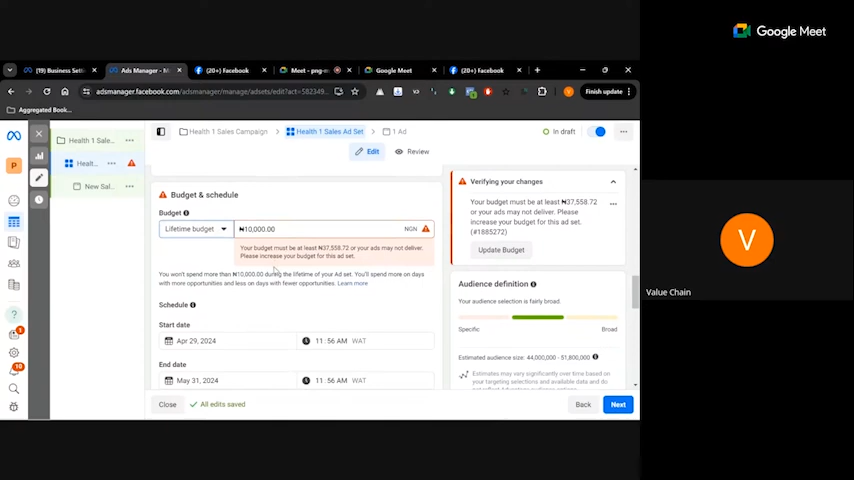 Google Meet
(19) Business Setti
Ads Manager - M
(20+) Facebook
Meet - png-m
Google Meet
(20+) Facebook
adsmanager.facebook.com/adsmanager/manage/adsets/edit?act=582349
Finish update
Aggregated Book...
Health 1 Sale...
Health 1 Sales Campaign
Health 1 Sales Ad Set
1 Ad
In draft
Edit
Review
P
Healt...
New Sal...
Budget & schedule
Budget
Lifetime budget
₦10,000.00
NGN
Your budget must be at least ₦37,558.72 or your ads may not deliver.
Please increase your budget for this ad set.
You won't spend more than ₦10,000.00 during the lifetime of your Ad set. You'll spend more on days
with more opportunities and less on days with fewer opportunities. Learn more
Schedule
Start date
Apr 29, 2024
11:56 AM WAT
End date
May 31, 2024
11:56 AM WAT
Close
All edits saved
Back
Next
Verifying your changes
Your budget must be at least ₦37,558.72
or your ads may not deliver. Please
increase your budget for this ad set.
(#1885272)
Update Budget
Audience definition
Your audience selection is fairly broad.
Specific
Broad
Estimated audience size: 44,000,000 - 51,800,000
Estimates may vary significantly over time based on
your targeting selections and available data and do
1
10
V
Value Chain